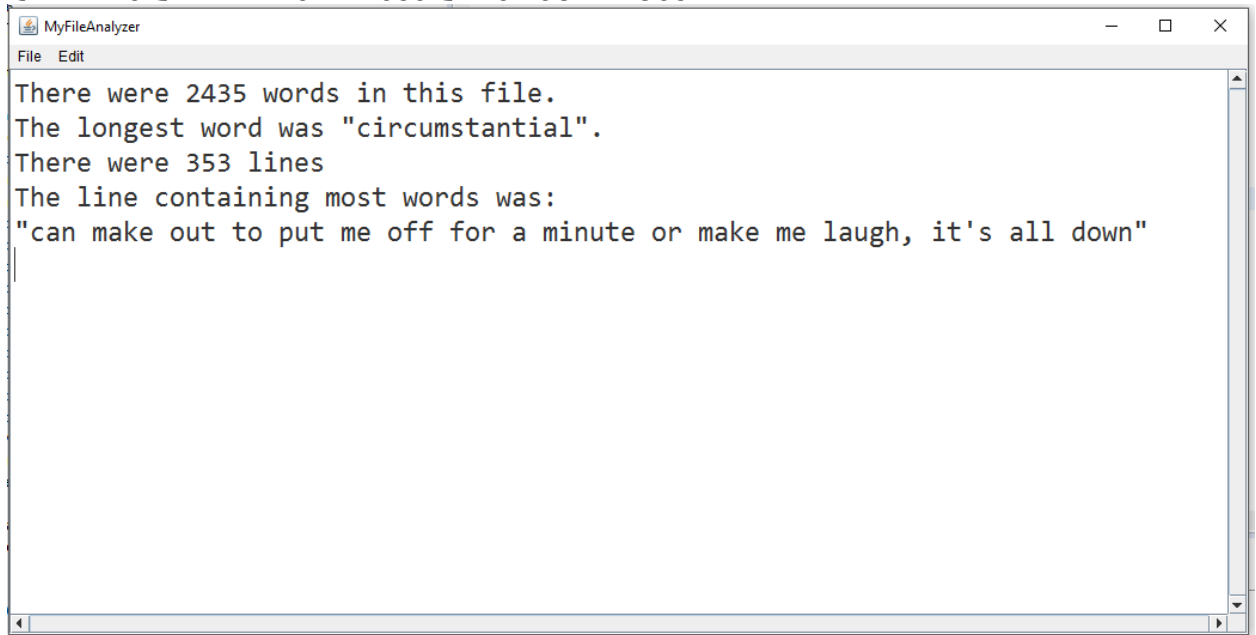 MyFileAnalyzer
File Edit
There were 2435 words in this file.
The longest word was "circumstantial".
There were 353 lines
The line containing most words was:
"can make out to put me off for a minute or make me laugh, it's all down"